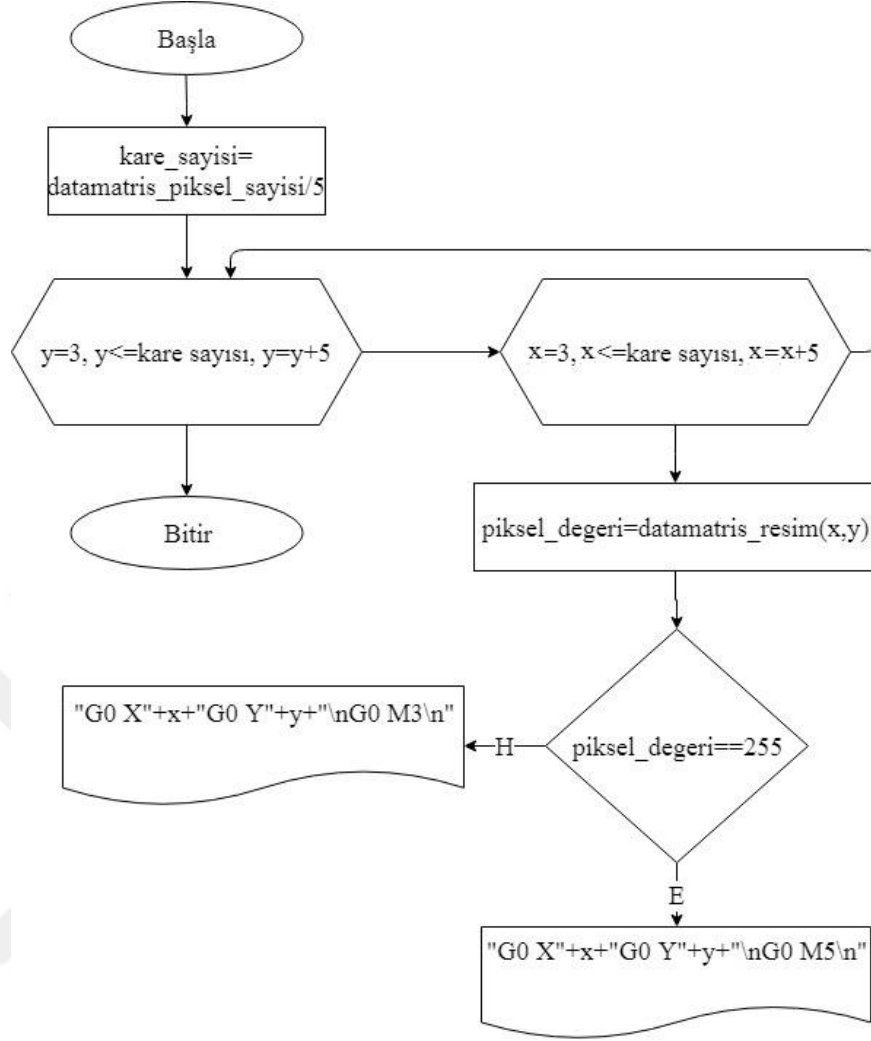 Başla
kare_sayisi=
datamatris_piksel_sayisi/5
y=3, y<=kare sayısı, y=y+5
x=3, x<=kare sayısı, x=x+5
Bitir
piksel_degeri=datamatris_resim(x,y)
"G0 X"+x+"G0 Y"+y+"\nG0 M3\n"
H
piksel_degeri==255
E
"G0 X"+x+"G0 Y"+y+"\nG0 M5\n"